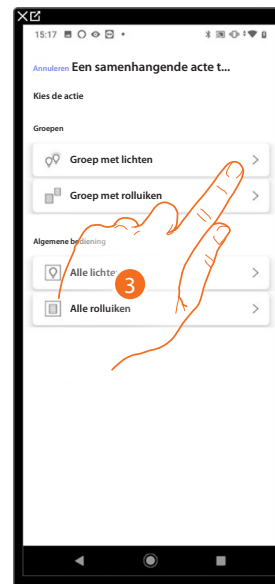 15:17
Annuleren Een samenhangende acte t...
Kies de actie
Groepen
Groep met lichten
Groep met rolluiken
Algemene bediening
Alle lichten
3
Alle rolluiken